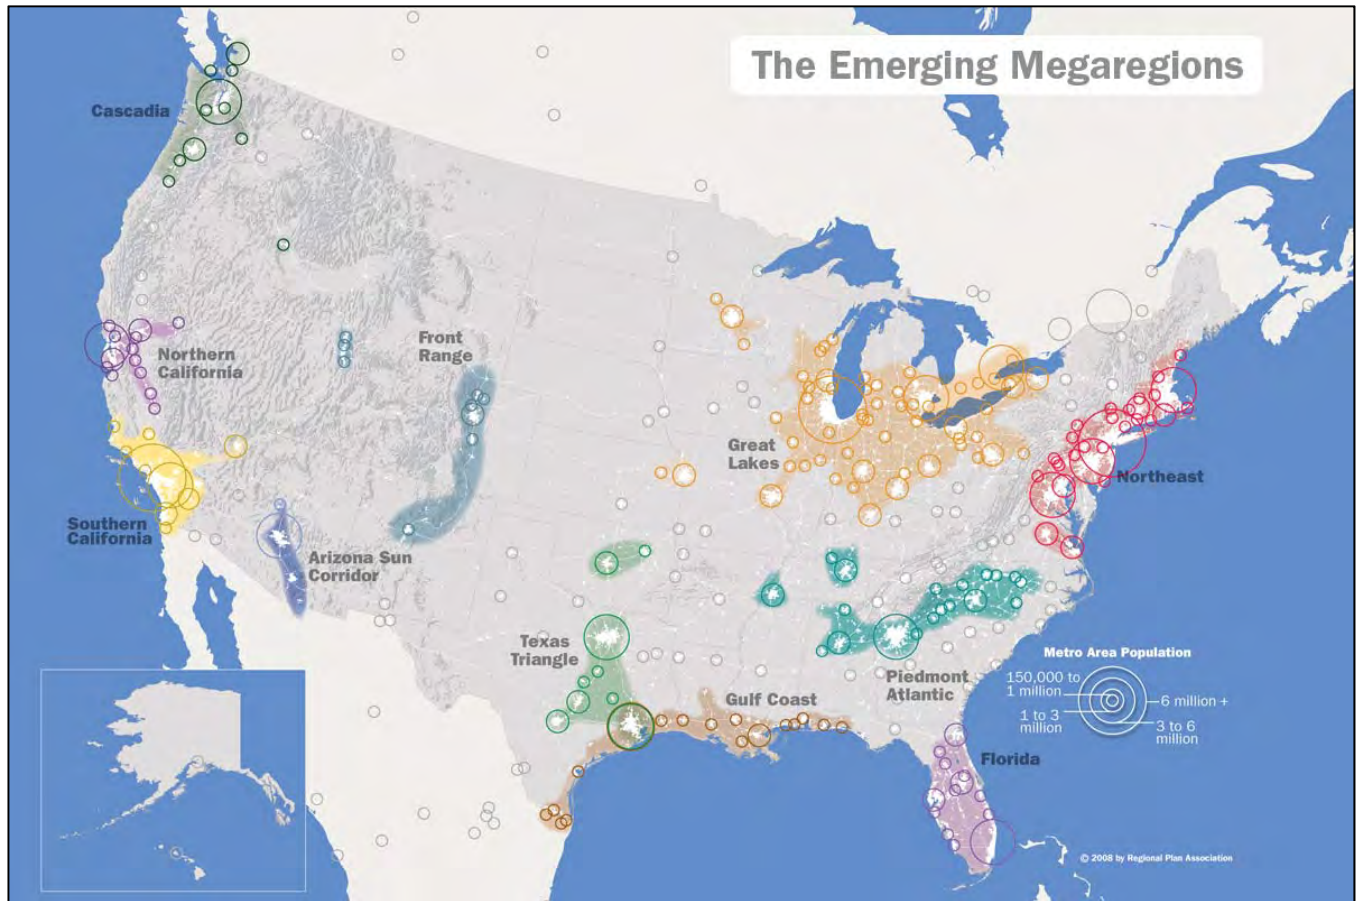 The Emerging Megaregions
Cascadia
Northern
California
Front
Range
Great
Lakes
Northeast
Southern
California
Arizona Sun
Corridor
Texas
Triangle
Gulf Coast
Piedmont
Atlantic
Florida
Metro Area Population
150,000 to
1 million
1 to 3
million
6 million +
3 to 6
million
© 2008 by Regional Plan Association